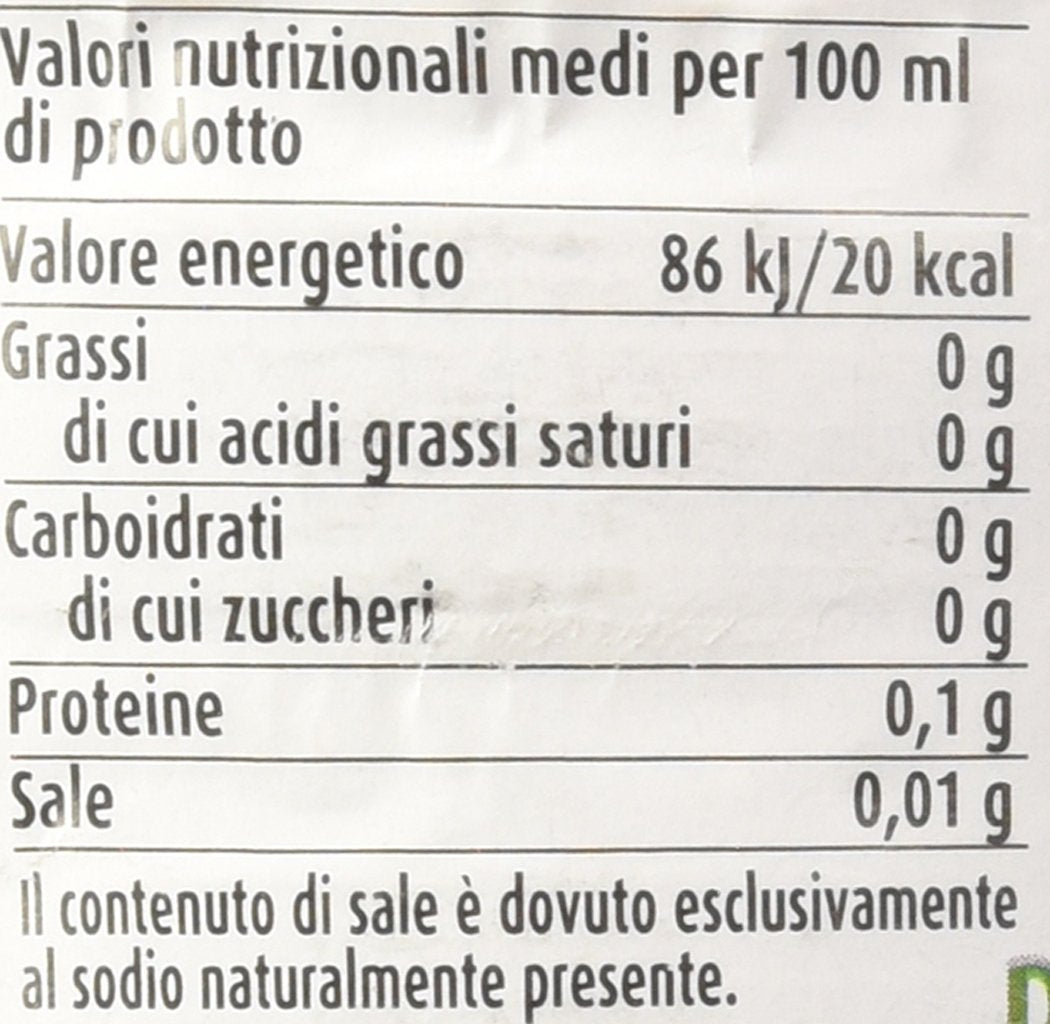 Valori nutrizionali medi per 100 ml
di prodotto
Valore energetico 86 kJ/20 kcal
Grassi 0 g
di cui acidi grassi saturi 0 g
Carboidrati 0 g
di cui zuccheri 0 g
Proteine 0,1 g
Sale 0,01 g
Il contenuto di sale è dovuto esclusivamente
al sodio naturalmente presente.